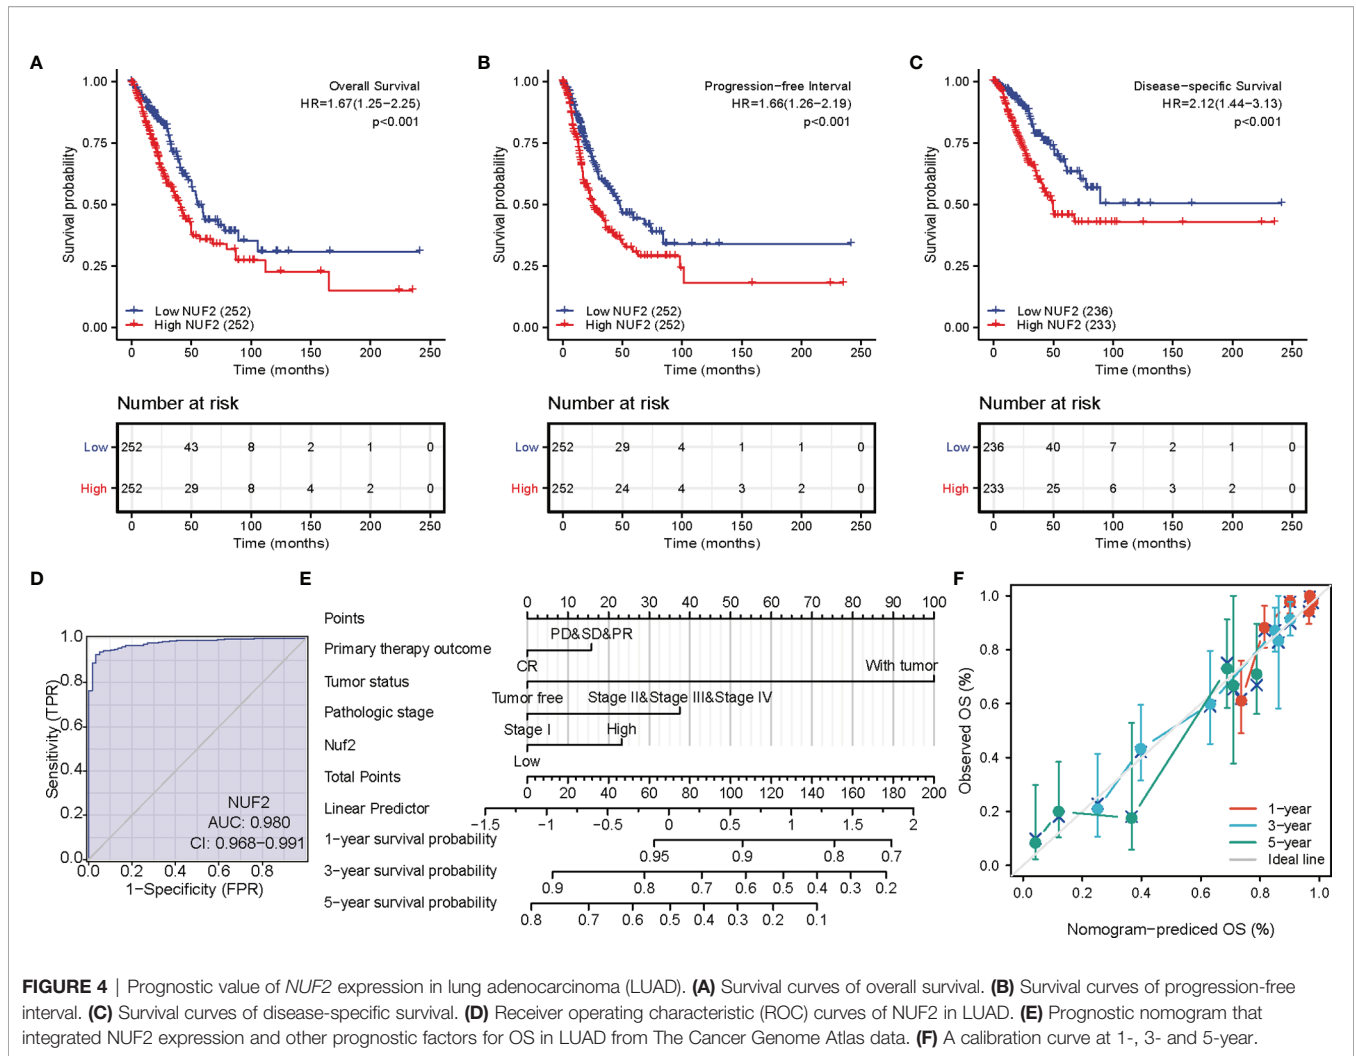 A
Overall Survival
HR=1.67(1.25−2.25)
p<0.001
Survival probability
1.00
0.75
0.50
0.25
0.00
Low NUF2 (252)
High NUF2 (252)
0 50 100 150 200 250
Time (months)
Number at risk
Low 252 43 8 2 1 0
High 252 29 8 4 2 0
0 50 100 150 200 250
Time (months)
B
Progression−free Interval
HR=1.66(1.26−2.19)
p<0.001
Survival probability
1.00
0.75
0.50
0.25
0.00
Low NUF2 (252)
High NUF2 (252)
0 50 100 150 200 250
Time (months)
Number at risk
Low 252 29 4 1 1 0
High 252 24 4 3 2 0
0 50 100 150 200 250
Time (months)
C
Disease−specific Survival
HR=2.12(1.44−3.13)
p<0.001
Survival probability
1.00
0.75
0.50
0.25
0.00
Low NUF2 (236)
High NUF2 (233)
0 50 100 150 200 250
Time (months)
Number at risk
Low 236 40 7 2 1 0
High 233 25 6 3 2 0
0 50 100 150 200 250
Time (months)
D
Sensitivity (TPR)
1.0
0.8
0.6
0.4
0.2
0.0
NUF2
AUC: 0.980
CI: 0.968−0.991
0.0 0.2 0.4 0.6 0.8
1−Specificity (FPR)
E
0 10 20 30 40 50 60 70 80 90 100
Points
PD&SD&PR
Primary therapy outcome
CR With tumor
Tumor status
Tumor free Stage II&Stage III&Stage IV
Pathologic stage
Stage I High
Nuf2
Low
Total Points
0 20 40 60 80 100 120 140 160 180 200
Linear Predictor
−1.5 −1 −0.5 0 0.5 1 1.5 2
1−year survival probability
0.95 0.9 0.8 0.7
3−year survival probability
0.9 0.8 0.7 0.6 0.5 0.4 0.3 0.2
5−year survival probability
0.8 0.7 0.6 0.5 0.4 0.3 0.2 0.1
F
Observed OS (%)
1.0
0.8
0.6
0.4
0.2
0.0
1−year
3−year
5−year
Ideal line
0.0 0.2 0.4 0.6 0.8 1.0
Nomogram−prediced OS (%)
FIGURE 4 | Prognostic value of NUF2 expression in lung adenocarcinoma (LUAD). (A) Survival curves of overall survival. (B) Survival curves of progression-free
interval. (C) Survival curves of disease-specific survival. (D) Receiver operating characteristic (ROC) curves of NUF2 in LUAD. (E) Prognostic nomogram that
integrated NUF2 expression and other prognostic factors for OS in LUAD from The Cancer Genome Atlas data. (F) A calibration curve at 1-, 3- and 5-year.